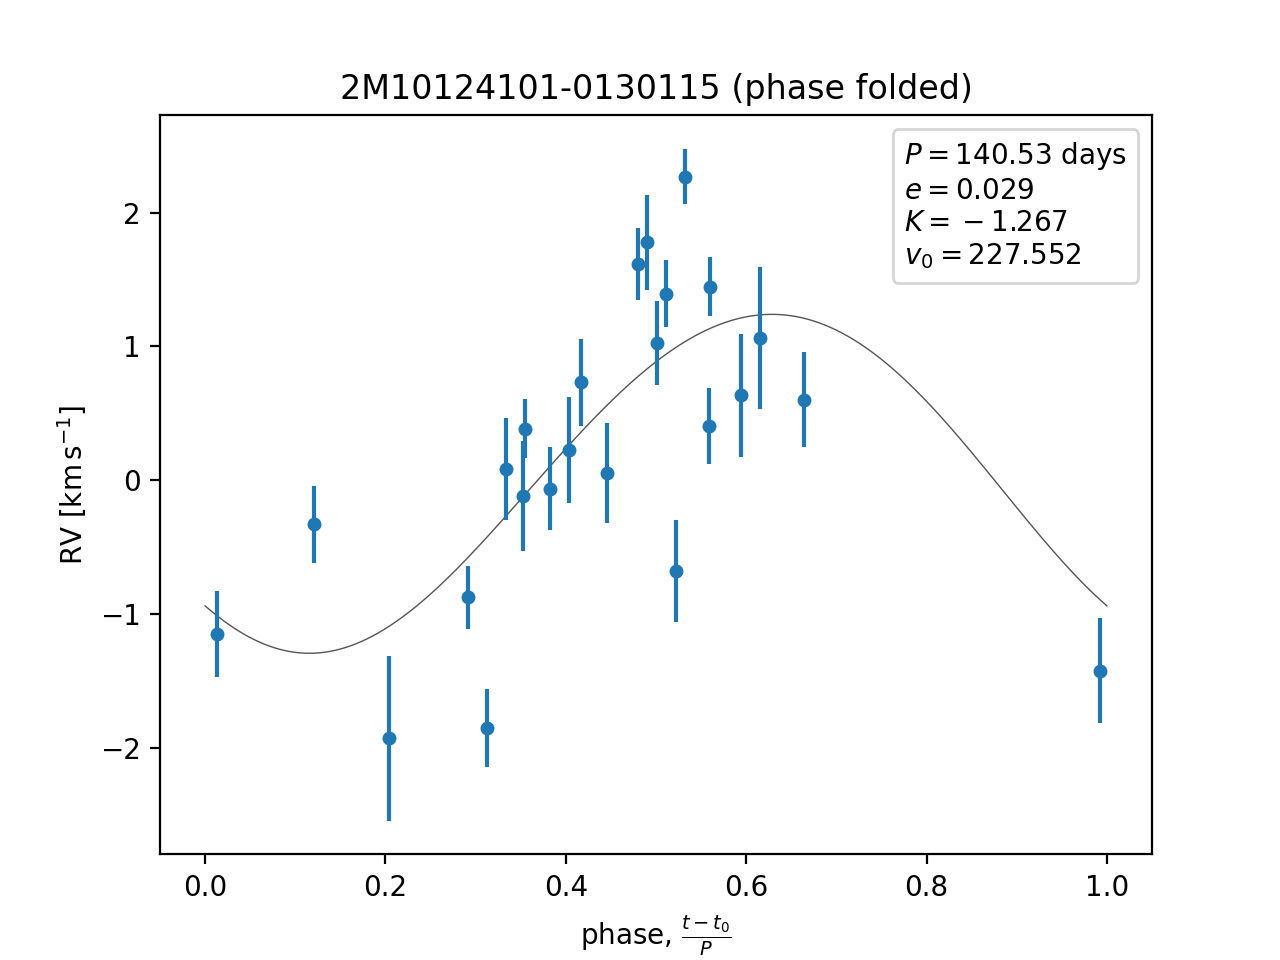 2M10124101-0130115 (phase folded)
P = 140.53 days
e = 0.029
K = −1.267
v₀ = 227.552
2
1
0
−1
−2
RV [km s⁻¹]
0.0 0.2 0.4 0.6 0.8 1.0
phase, (t − t₀)/P